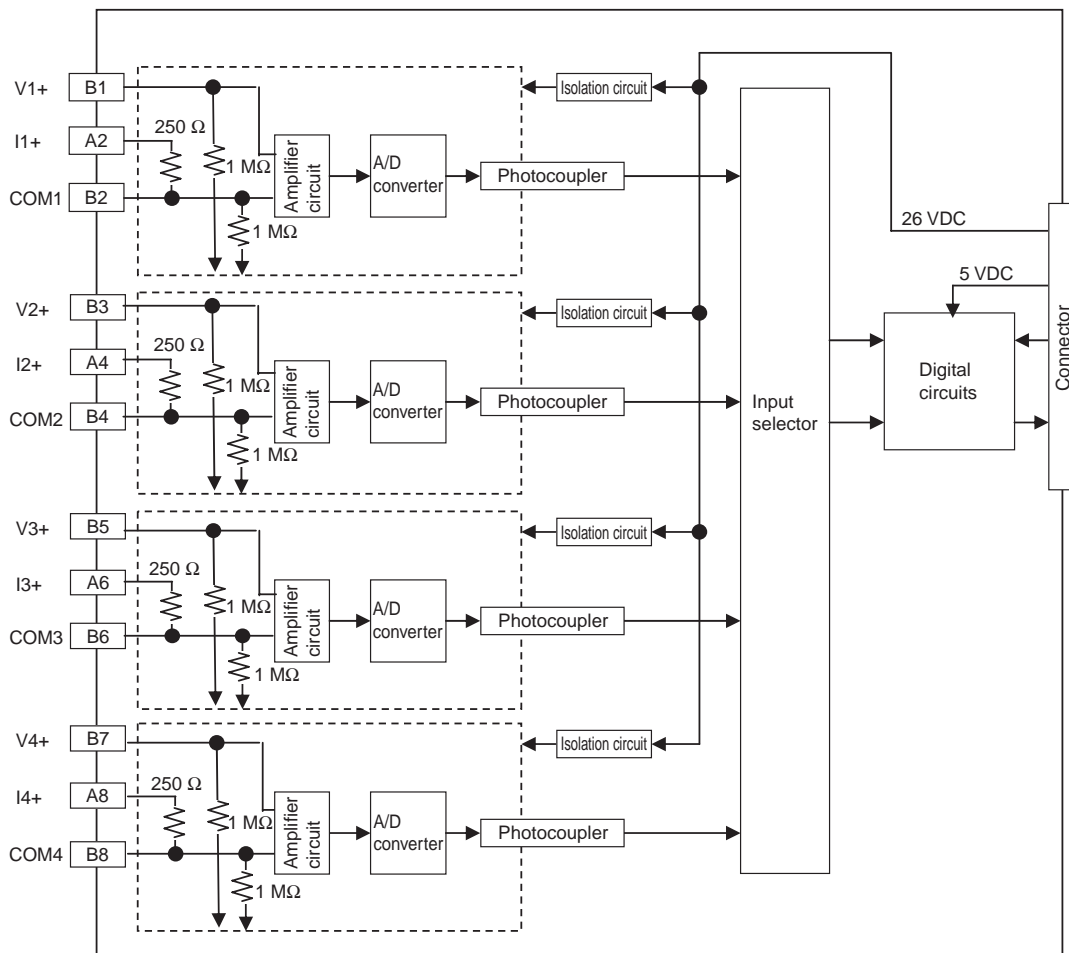 V1+
B1
Isolation circuit
I1+
A2
250 Ω
1 MΩ
Amplifier
circuit
A/D
converter
Photocoupler
COM1
B2
1 MΩ
26 VDC
5 VDC
V2+
B3
Isolation circuit
I2+
A4
250 Ω
1 MΩ
Amplifier
circuit
A/D
converter
Photocoupler
COM2
B4
1 MΩ
Input
selector
Digital
circuits
Connector
V3+
B5
Isolation circuit
I3+
A6
250 Ω
1 MΩ
Amplifier
circuit
A/D
converter
Photocoupler
COM3
B6
1 MΩ
V4+
B7
Isolation circuit
I4+
A8
250 Ω
1 MΩ
Amplifier
circuit
A/D
converter
Photocoupler
COM4
B8
1 MΩ